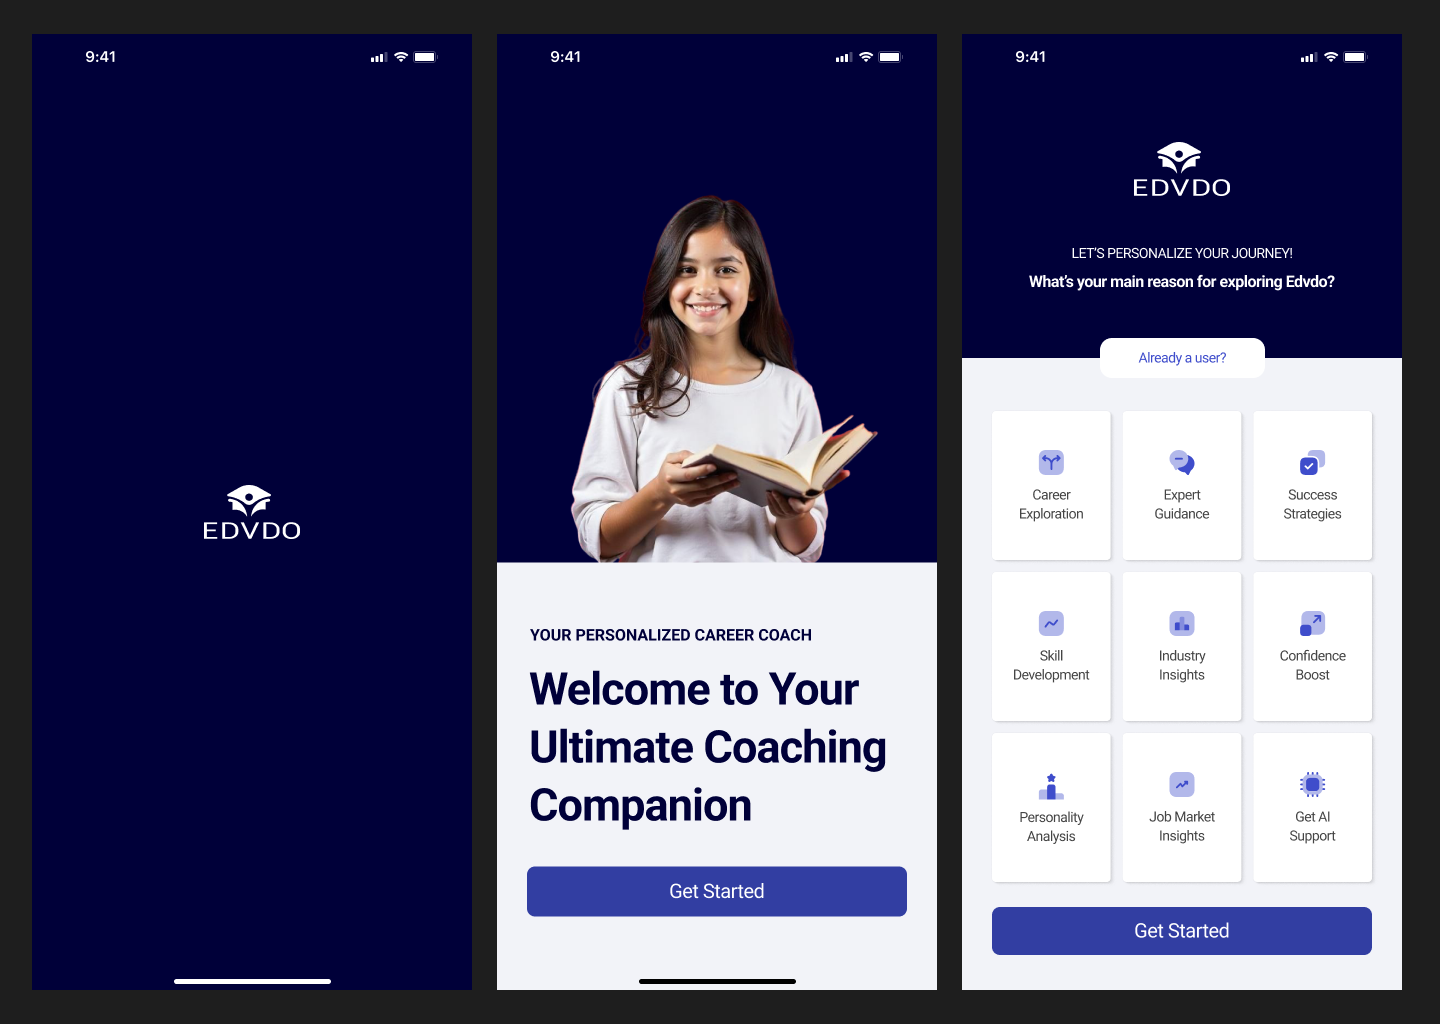 9:41
EDVDO
9:41
YOUR PERSONALIZED CAREER COACH
Welcome to Your
Ultimate Coaching
Companion
Get Started
9:41
EDVDO
LET'S PERSONALIZE YOUR JOURNEY!
What's your main reason for exploring Edvdo?
Already a user?
Career
Exploration
Expert
Guidance
Success
Strategies
Skill
Development
Industry
Insights
Confidence
Boost
Personality
Analysis
Job Market
Insights
Get AI
Support
Get Started